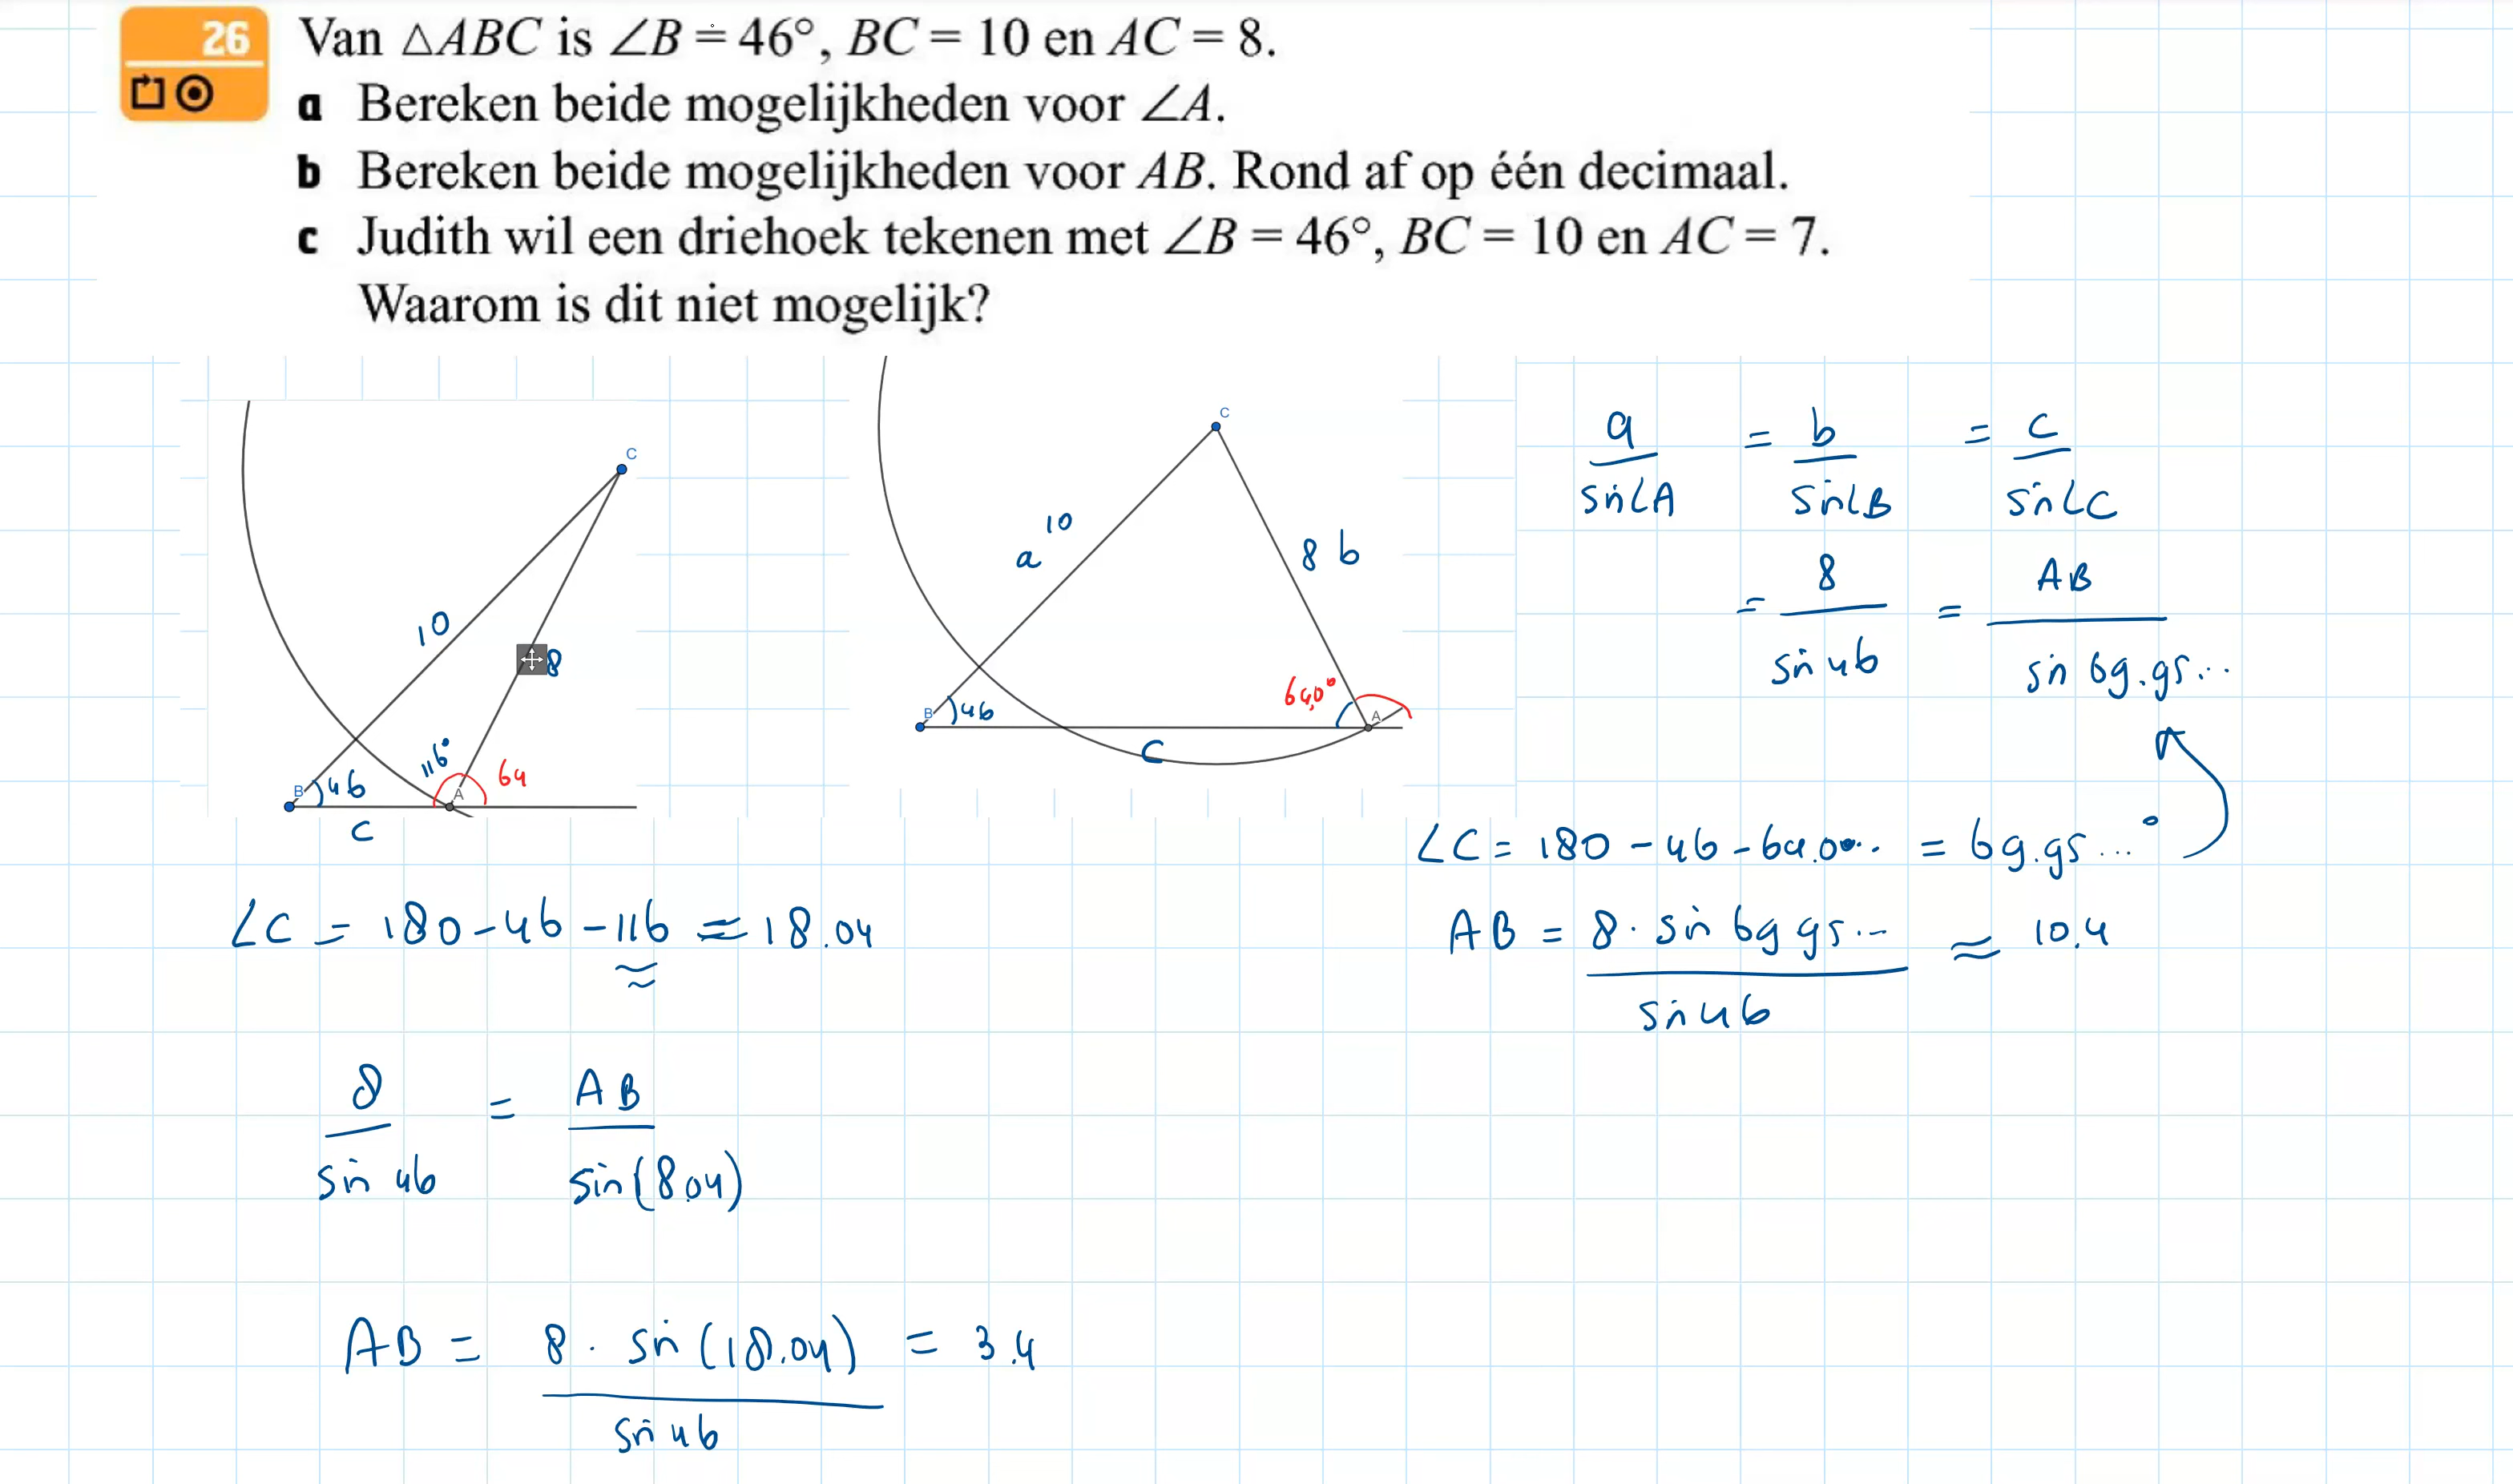 26 Van △ABC is ∠B = 46°, BC = 10 en AC = 8.
a Bereken beide mogelijkheden voor ∠A.
b Bereken beide mogelijkheden voor AB. Rond af op één decimaal.
c Judith wil een driehoek tekenen met ∠B = 46°, BC = 10 en AC = 7.
Waarom is dit niet mogelijk?
C
10
8
B
46
116°
A
64
c
C
10
a
8 b
B
46
64,0°
A
c
a = b = c
sin∠A sin∠B sin∠C
= 8 = AB
sin 46 sin 69.95...
∠C = 180 - 46 - 64.00... = 69.95...°
AB = 8 · sin 69 95... ≈ 10.4
sin 46
∠C = 180 - 46 - 116 = 18.04
≈
8 = AB
sin 46 sin(8.04)
AB = 8 · sin (18.04) = 3.4
sin 46